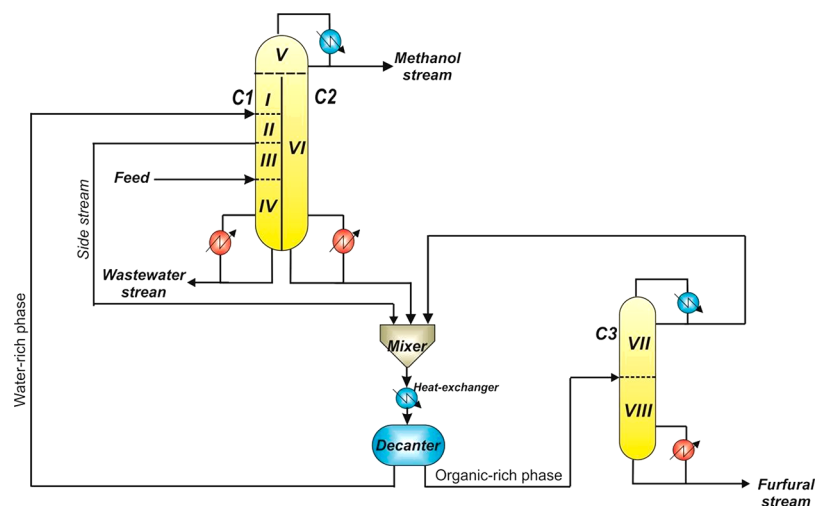 V
Methanol
stream
C1
C2
I
II
VI
III
Feed
IV
Side stream
Wastewater
strean
Water-rich phase
Mixer
Heat-exchanger
Decanter
Organic-rich phase
C3
VII
VIII
Furfural
stream